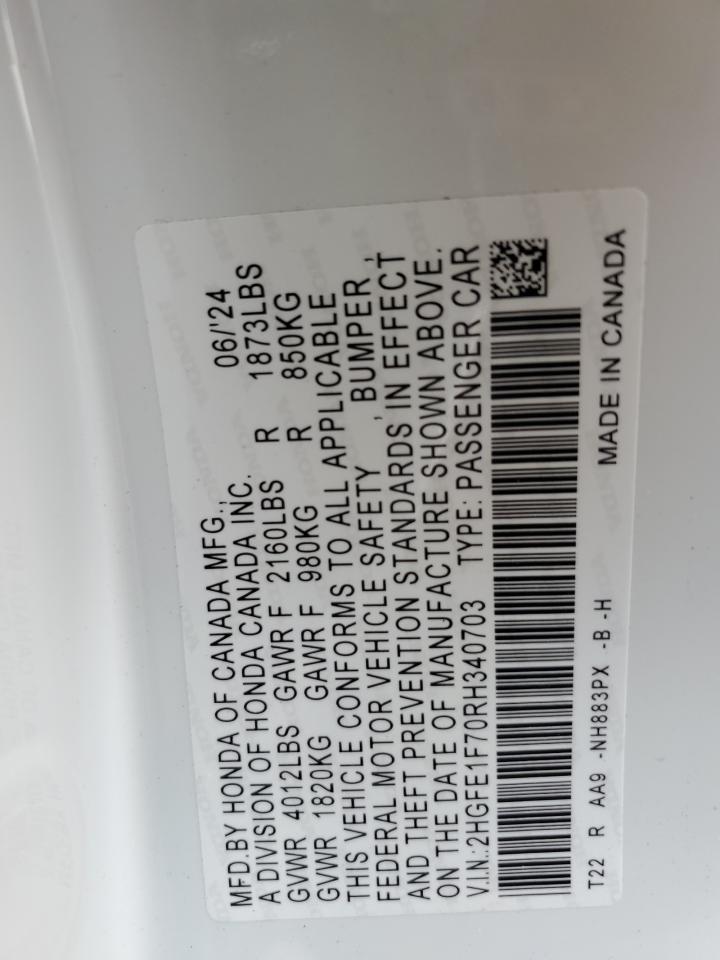 MFD.BY HONDA OF CANADA MFG., 06/'24
A DIVISION OF HONDA CANADA INC.
GVWR 4012LBS GAWR F 2160LBS R 1873LBS
GVWR 1820KG GAWR F 980KG R 850KG
THIS VEHICLE CONFORMS TO ALL APPLICABLE
FEDERAL MOTOR VEHICLE SAFETY , BUMPER ,
AND THEFT PREVENTION STANDARDS IN EFFECT
ON THE DATE OF MANUFACTURE SHOWN ABOVE.
V.I.N.:2HGFE1F70RH340703 TYPE: PASSENGER CAR
T22 R AA9 -NH883PX -B -H MADE IN CANADA